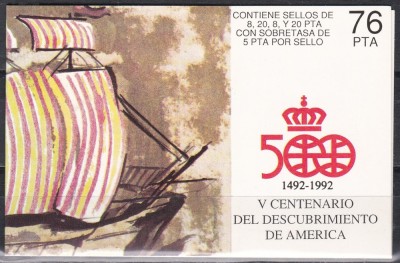 CONTIENE SELLOS DE
8, 20, 8, Y 20 PTA
CON SOBRETASA DE
5 PTA POR SELLO
76
PTA
500
1492-1992
V CENTENARIO
DEL DESCUBRIMIENTO
DE AMERICA